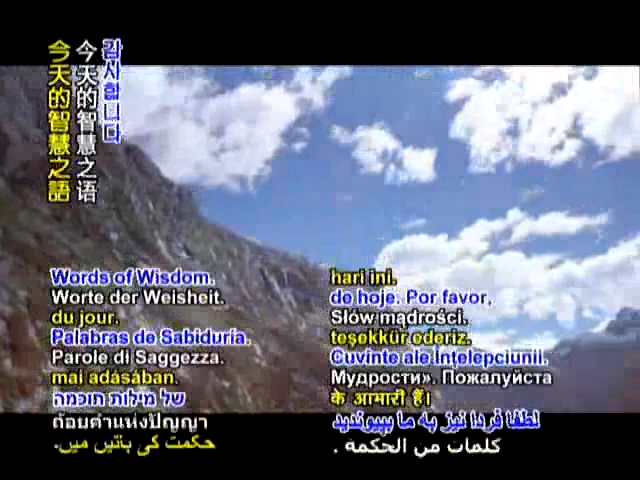 감사합니다
今天的智慧之语
今天的智慧之語
Words of Wisdom.
Worte der Weisheit.
du jour.
Palabras de Sabiduría.
Parole di Saggezza.
mai adásában.
של מילות תוכמה
ถ้อยคำแห่งปัญญา
حکمت کی باتیں میں۔
hari ini.
de hoje. Por favor,
Słów mądrości.
teşekkür ederiz.
Cuvinte ale înţelepciunii.
Мудрости». Пожалуйста
के आभारी हैं।
لطفا فردا نیز به ما بپیوندید
كلمات من الحكمة .